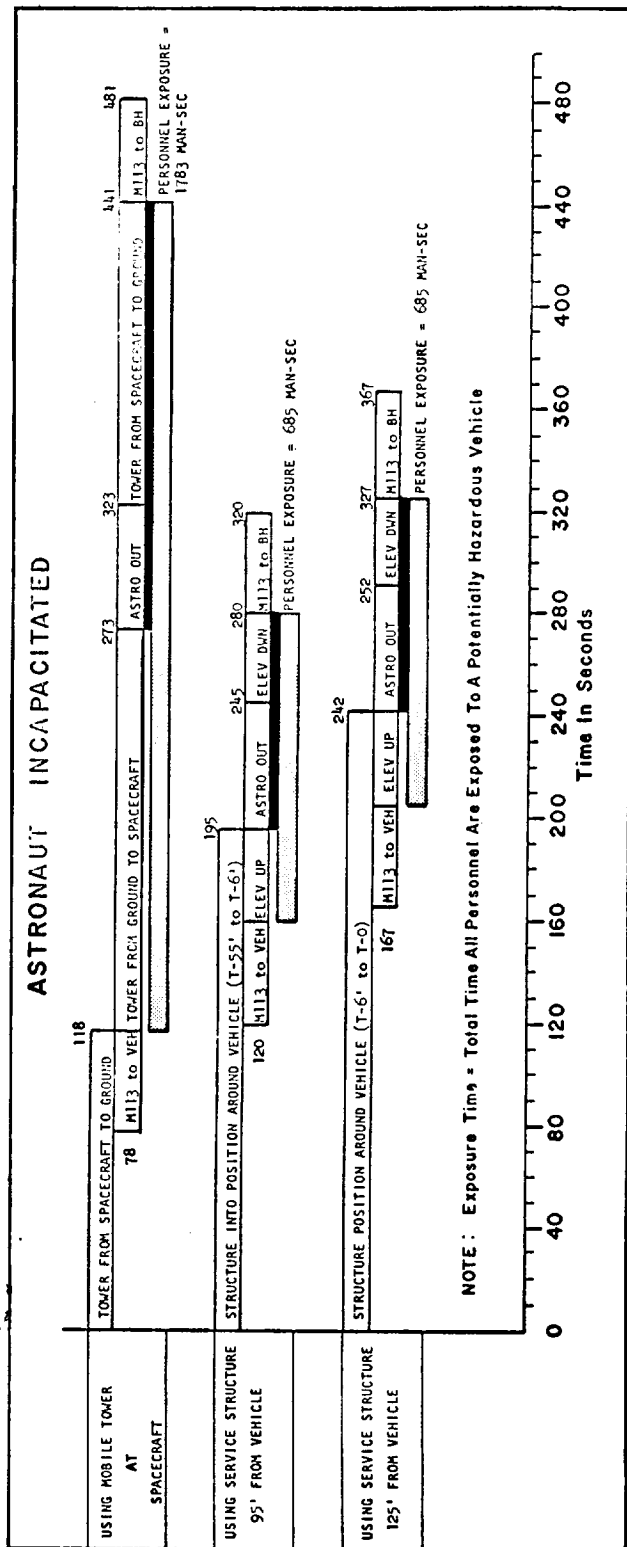 ASTRONAUT INCAPACITATED
USING MOBILE TOWER
AT
SPACECRAFT
TOWER FROM SPACECRAFT TO GROUND
118
78
M113 to VEH
TOWER FROM GROUND TO SPACECRAFT
273
ASTRO OUT
323
TOWER FROM SPACECRAFT TO GROUND
441
M113 to BH
481
PERSONNEL EXPOSURE =
1783 MAN-SEC
USING SERVICE STRUCTURE
95' FROM VEHICLE
STRUCTURE INTO POSITION AROUND VEHICLE (T-55' to T-6')
195
120
M113 to VEH
ELEV UP
ASTRO OUT
245
ELEV DWN
280
M113 to BH
320
PERSONNEL EXPOSURE = 685 MAN-SEC
USING SERVICE STRUCTURE
125' FROM VEHICLE
STRUCTURE POSITION AROUND VEHICLE (T-6' to T-0)
242
167
M113 to VEH
ELEV UP
ASTRO OUT
252
ELEV DWN
327
M113 to BH
367
PERSONNEL EXPOSURE = 685 MAN-SEC
NOTE: Exposure Time = Total Time All Personnel Are Exposed To A Potentially Hazardous Vehicle
0 40 80 120 160 200 240 280 320 360 400 440 480
Time In Seconds